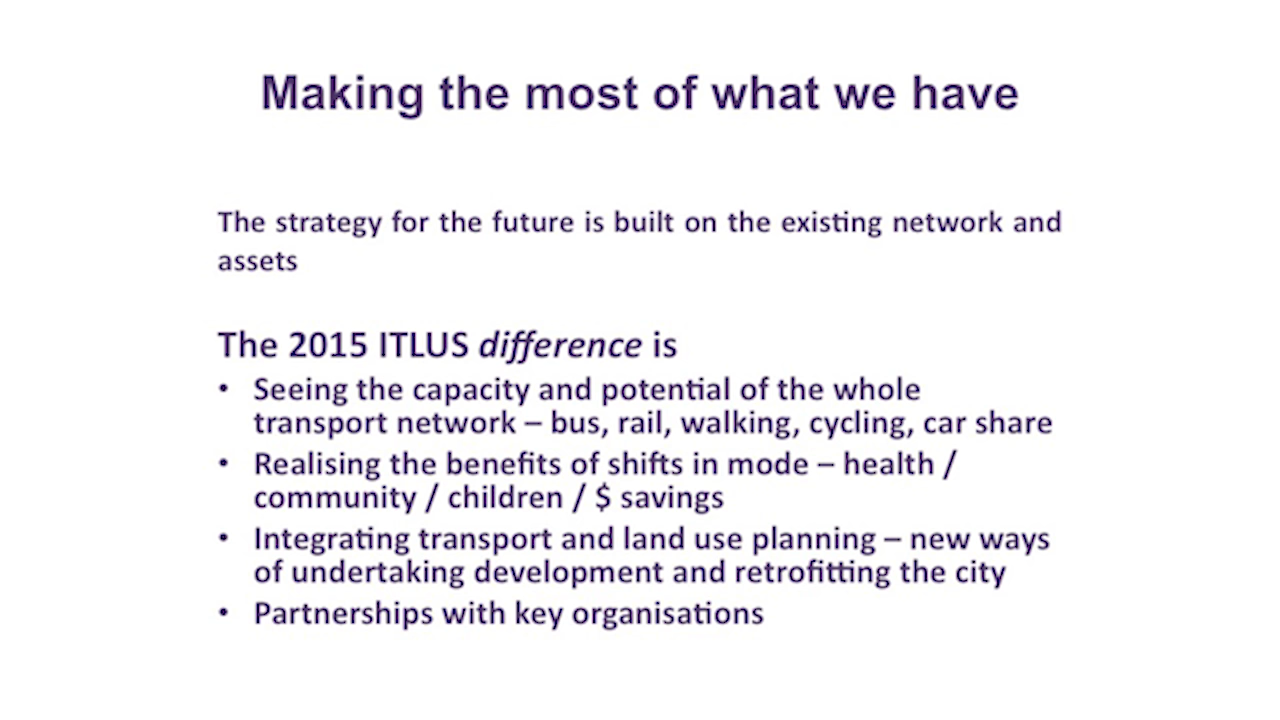 Making the most of what we have
The strategy for the future is built on the existing network and
assets
The 2015 ITLUS difference is
• Seeing the capacity and potential of the whole
transport network – bus, rail, walking, cycling, car share
• Realising the benefits of shifts in mode – health /
community / children / $ savings
• Integrating transport and land use planning – new ways
of undertaking development and retrofitting the city
• Partnerships with key organisations